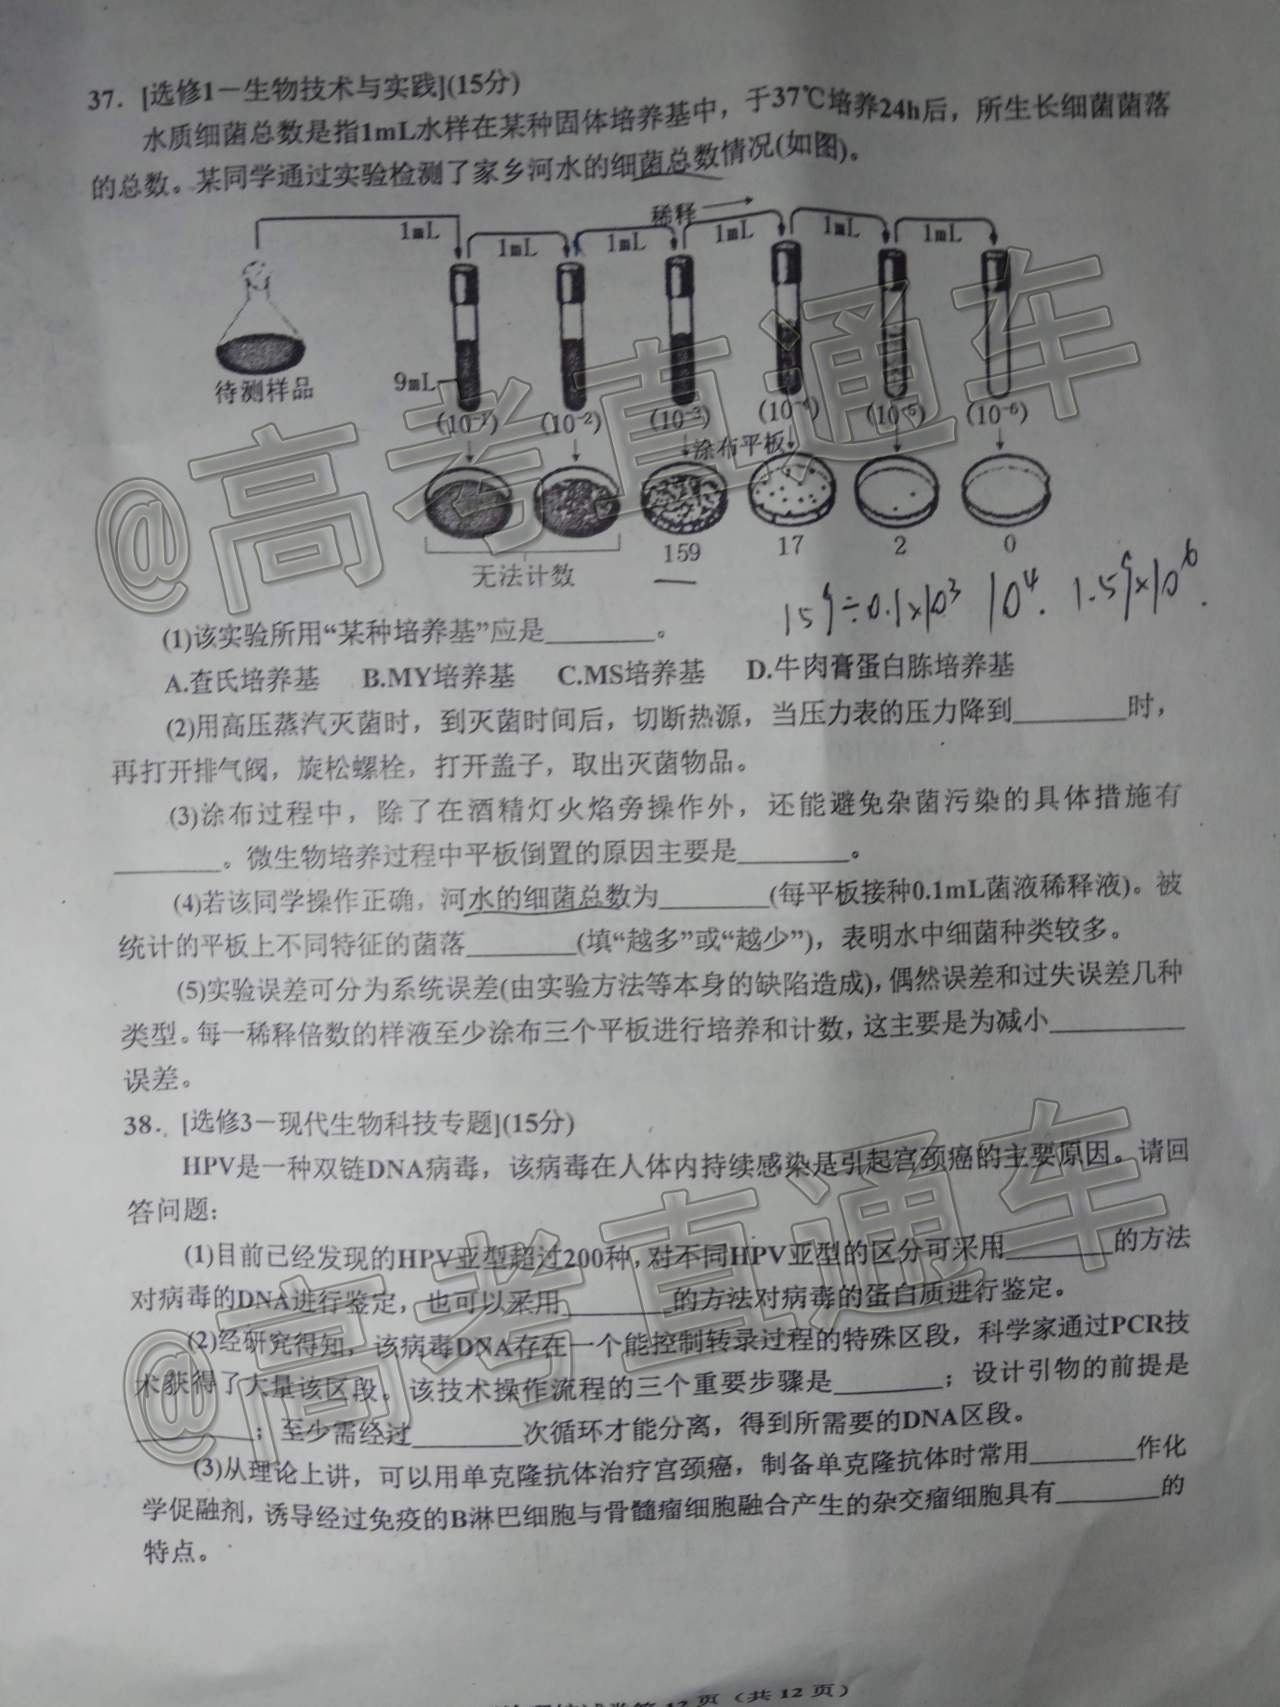 37. [选修1－生物技术与实践](15分)
水质细菌总数是指1mL水样在某种固体培养基中，于37℃培养24h后，所生长细菌菌落
的总数。某同学通过实验检测了家乡河水的细菌总数情况(如图)。
稀释
1mL 1mL 1mL 1mL 1mL 1mL
待测样品
9mL
(10⁻¹) (10⁻²) (10⁻³) (10⁻⁴) (10⁻⁵) (10⁻⁶)
涂布平板
无法计数 159 17 2 0
159÷0.1×10³ 10⁴. 1.59×10⁶.
(1)该实验所用“某种培养基”应是________。
A.查氏培养基 B.MY培养基 C.MS培养基 D.牛肉膏蛋白胨培养基
(2)用高压蒸汽灭菌时，到灭菌时间后，切断热源，当压力表的压力降到________时，
再打开排气阀，旋松螺栓，打开盖子，取出灭菌物品。
(3)涂布过程中，除了在酒精灯火焰旁操作外，还能避免杂菌污染的具体措施有
________。微生物培养过程中平板倒置的原因主要是________。
(4)若该同学操作正确，河水的细菌总数为________(每平板接种0.1mL菌液稀释液)。被
统计的平板上不同特征的菌落________(填“越多”或“越少”)，表明水中细菌种类较多。
(5)实验误差可分为系统误差(由实验方法等本身的缺陷造成)，偶然误差和过失误差几种
类型。每一稀释倍数的样液至少涂布三个平板进行培养和计数，这主要是为减小________
误差。
38. [选修3－现代生物科技专题](15分)
HPV是一种双链DNA病毒，该病毒在人体内持续感染是引起宫颈癌的主要原因。请回
答问题：
(1)目前已经发现的HPV亚型超过200种，对不同HPV亚型的区分可采用________的方法
对病毒的DNA进行鉴定，也可以采用________的方法对病毒的蛋白质进行鉴定。
(2)经研究得知，该病毒DNA存在一个能控制转录过程的特殊区段，科学家通过PCR技
术获得了大量该区段。该技术操作流程的三个重要步骤是________；设计引物的前提是
________；至少需经过________次循环才能分离，得到所需要的DNA区段。
(3)从理论上讲，可以用单克隆抗体治疗宫颈癌，制备单克隆抗体时常用________作化
学促融剂，诱导经过免疫的B淋巴细胞与骨髓瘤细胞融合产生的杂交瘤细胞具有________的
特点。
页（共12页）
@高考直通车
@高考直通车